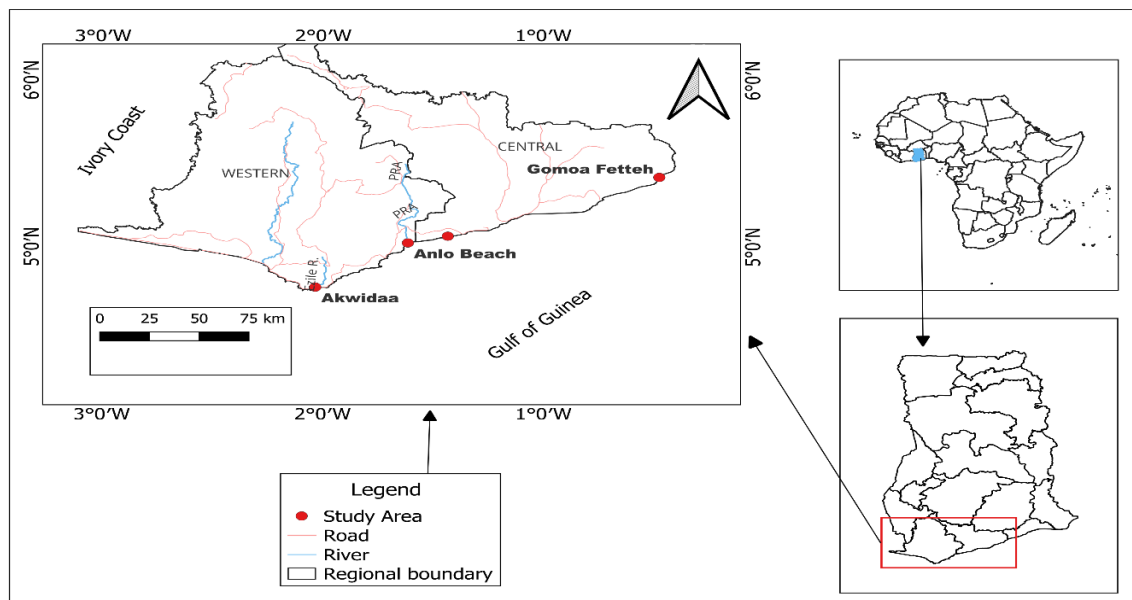 3°0′W 2°0′W 1°0′W
6°0′N
6°0′N
Ivory Coast
WESTERN
CENTRAL
PRA
PRA
Gomoa Fetteh
5°0′N
5°0′N
Anlo Beach
zile R.
Akwidaa
Gulf of Guinea
0 25 50 75 km
3°0′W 2°0′W 1°0′W
Legend
Study Area
Road
River
Regional boundary